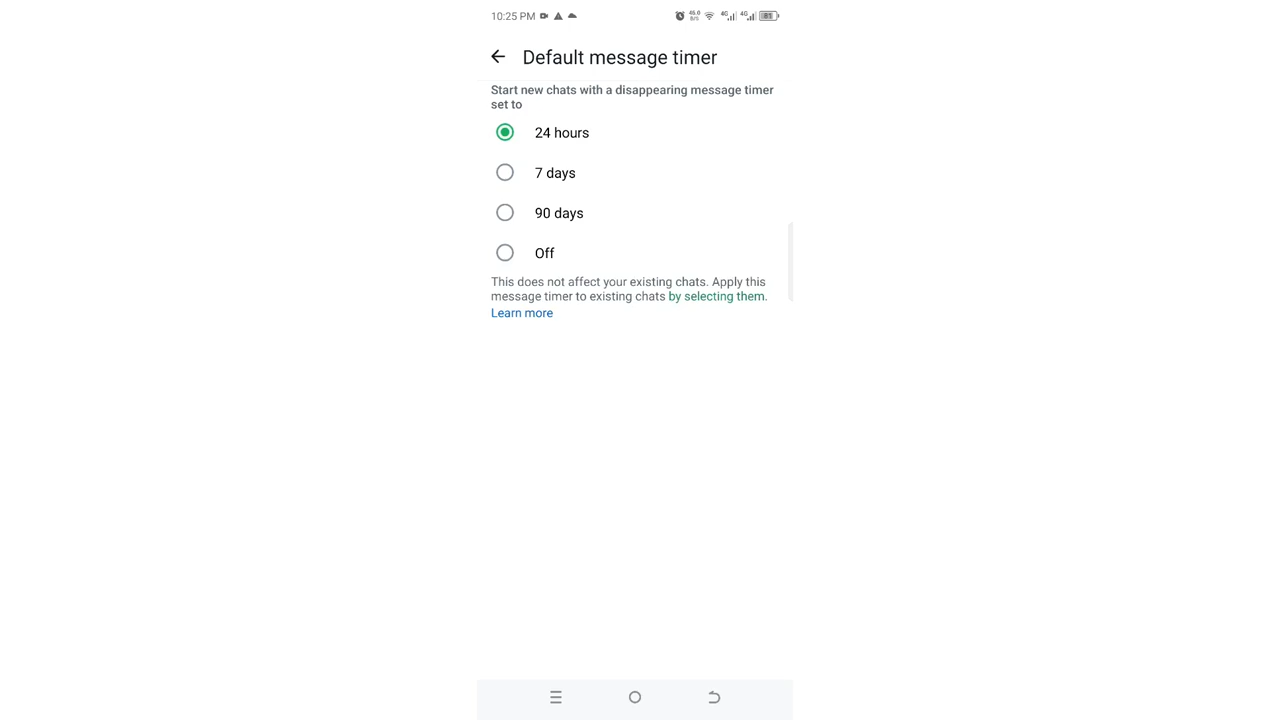 10:25 PM
Default message timer
Start new chats with a disappearing message timer
set to
24 hours
7 days
90 days
Off
This does not affect your existing chats. Apply this
message timer to existing chats by selecting them.
Learn more